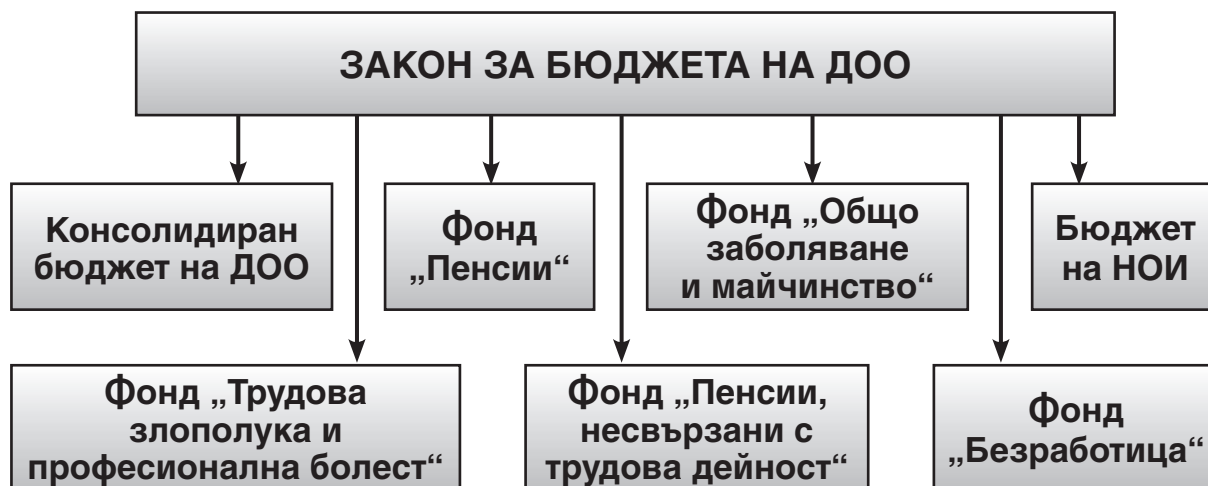 ЗАКОН ЗА БЮДЖЕТА НА ДОО
Консолидиран
бюджет на ДОО
Фонд
„Пенсии“
Фонд „Общо
заболяване
и майчинство“
Бюджет
на НОИ
Фонд „Трудова
злополука и
професионална болест“
Фонд „Пенсии,
несвързани с
трудова дейност“
Фонд
„Безработица“